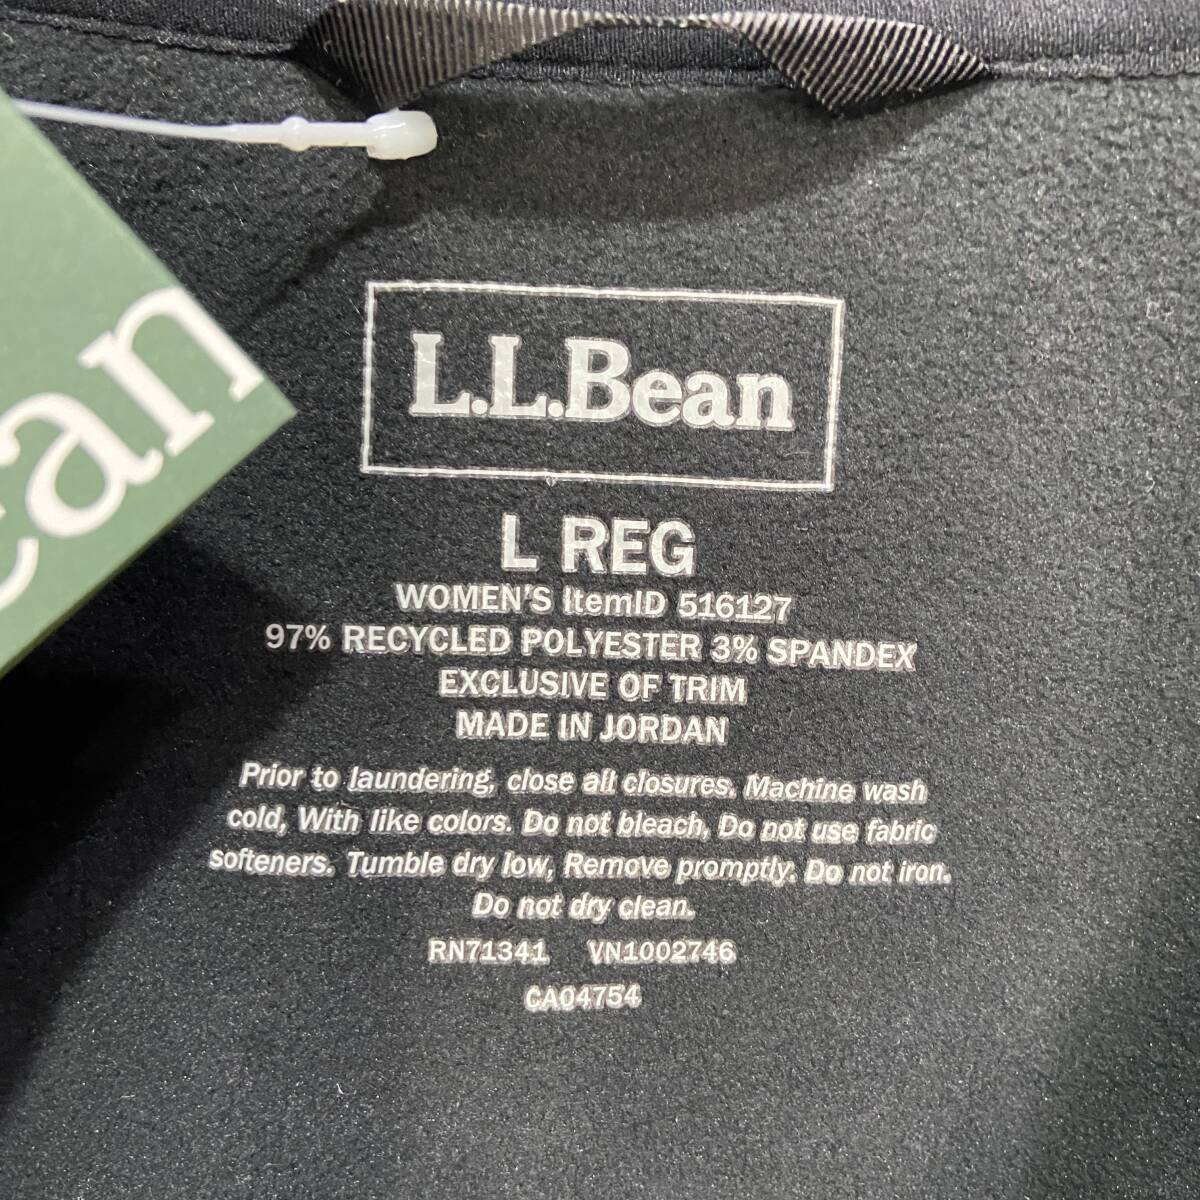 ean
L.L.Bean
L REG
WOMEN'S ItemID 516127
97% RECYCLED POLYESTER 3% SPANDEX
EXCLUSIVE OF TRIM
MADE IN JORDAN
Prior to laundering, close all closures. Machine wash
cold, With like colors. Do not bleach, Do not use fabric
softeners. Tumble dry low, Remove promptly. Do not iron.
Do not dry clean.
RN71341 VN1002746
CA04754